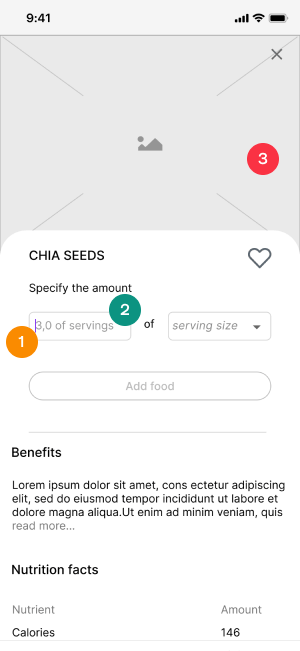 9:41
3
CHIA SEEDS
Specify the amount
2
3,0 of servings
of
serving size
1
Add food
Benefits
Lorem ipsum dolor sit amet, cons ectetur adipiscing
elit, sed do eiusmod tempor incididunt ut labore et
dolore magna aliqua.Ut enim ad minim veniam, quis
read more...
Nutrition facts
Nutrient Amount
Calories 146